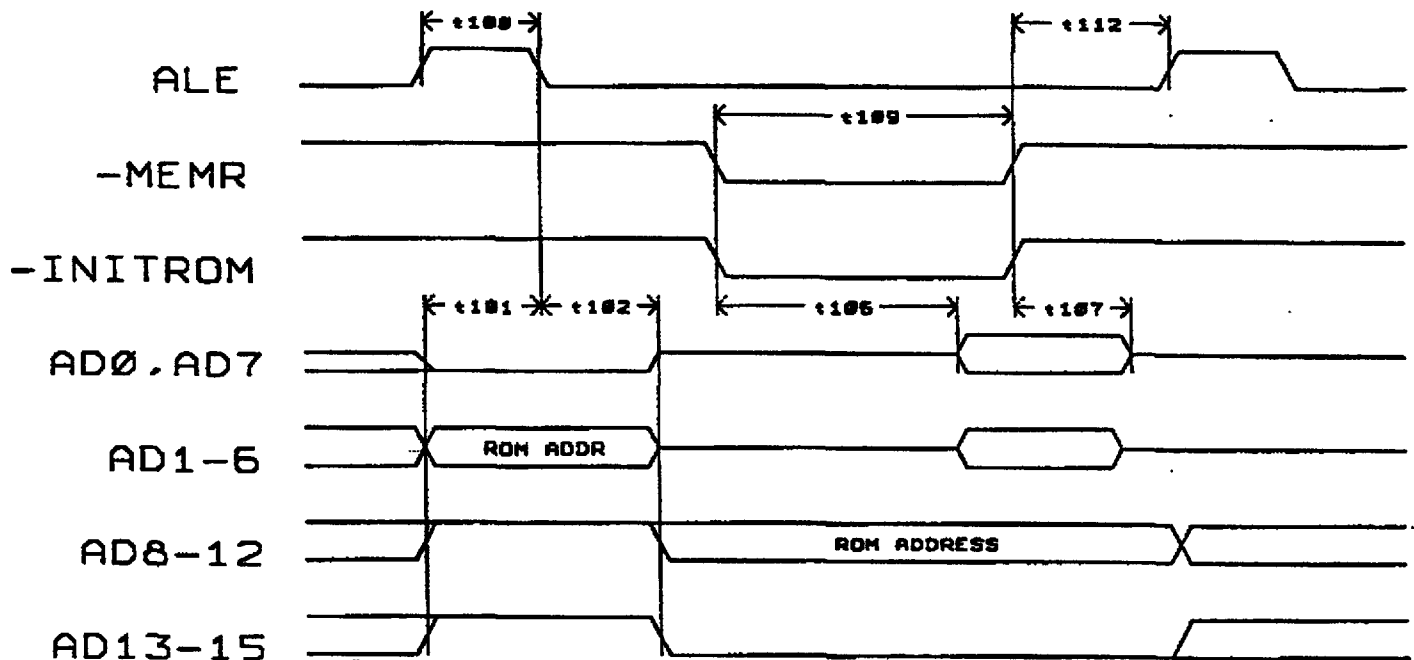 t100 t112
ALE
t109
-MEMR
-INITROM
t101 t102 t106 t107
AD0.AD7
AD1-6 ROM ADDR
AD8-12 ROM ADDRESS
AD13-15